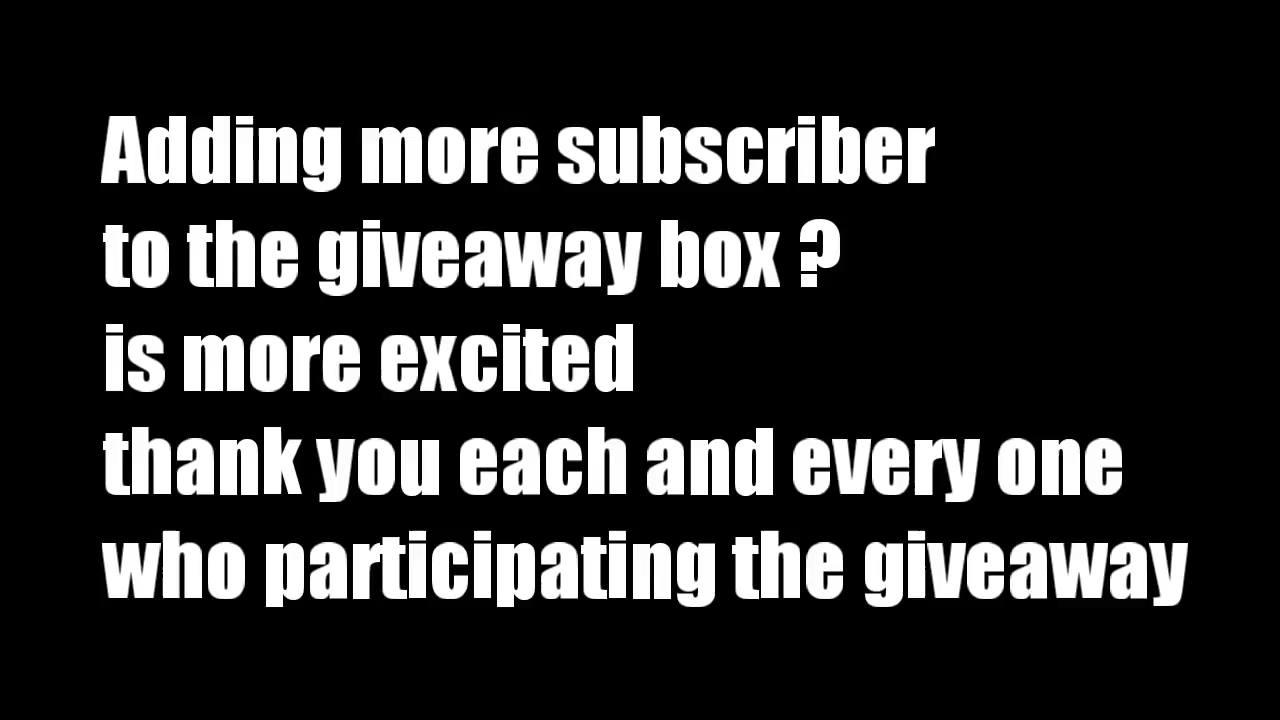 Adding more subscriber
to the giveaway box ?
is more excited
thank you each and every one
who participating the giveaway